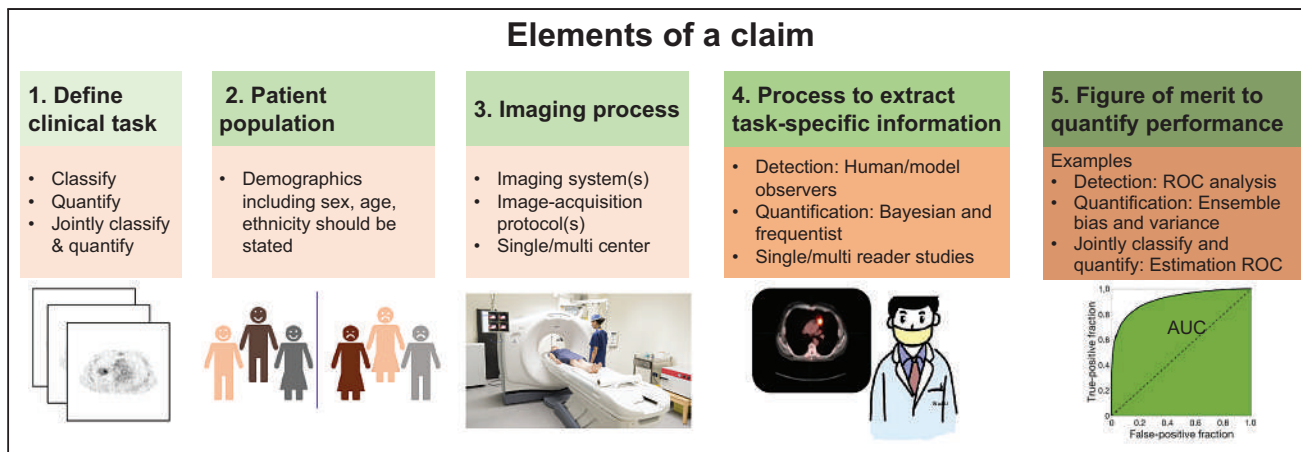 Elements of a claim
1. Define
clinical task
• Classify
• Quantify
• Jointly classify
& quantify
2. Patient
population
• Demographics
including sex, age,
ethnicity should be
stated
3. Imaging process
• Imaging system(s)
• Image-acquisition
protocol(s)
• Single/multi center
4. Process to extract
task-specific information
• Detection: Human/model
observers
• Quantification: Bayesian and
frequentist
• Single/multi reader studies
5. Figure of merit to
quantify performance
Examples
• Detection: ROC analysis
• Quantification: Ensemble
bias and variance
• Jointly classify and
quantify: Estimation ROC
True-positive fraction
1.0
0.8
0.6
0.4
0.2
0
AUC
0 0.2 0.4 0.6 0.8 1.0
False-positive fraction